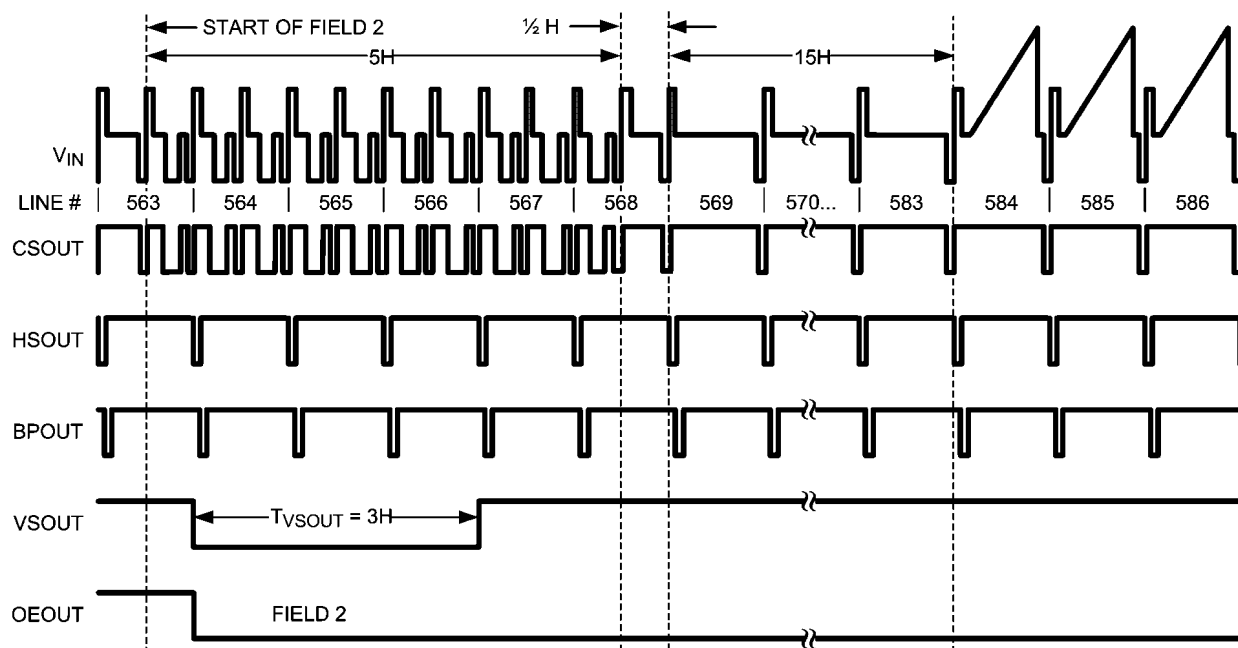 START OF FIELD 2
½ H
5H
15H
VIN
LINE # 563 564 565 566 567 568 569 570... 583 584 585 586
CSOUT
HSOUT
BPOUT
VSOUT
TVSOUT = 3H
OEOUT
FIELD 2